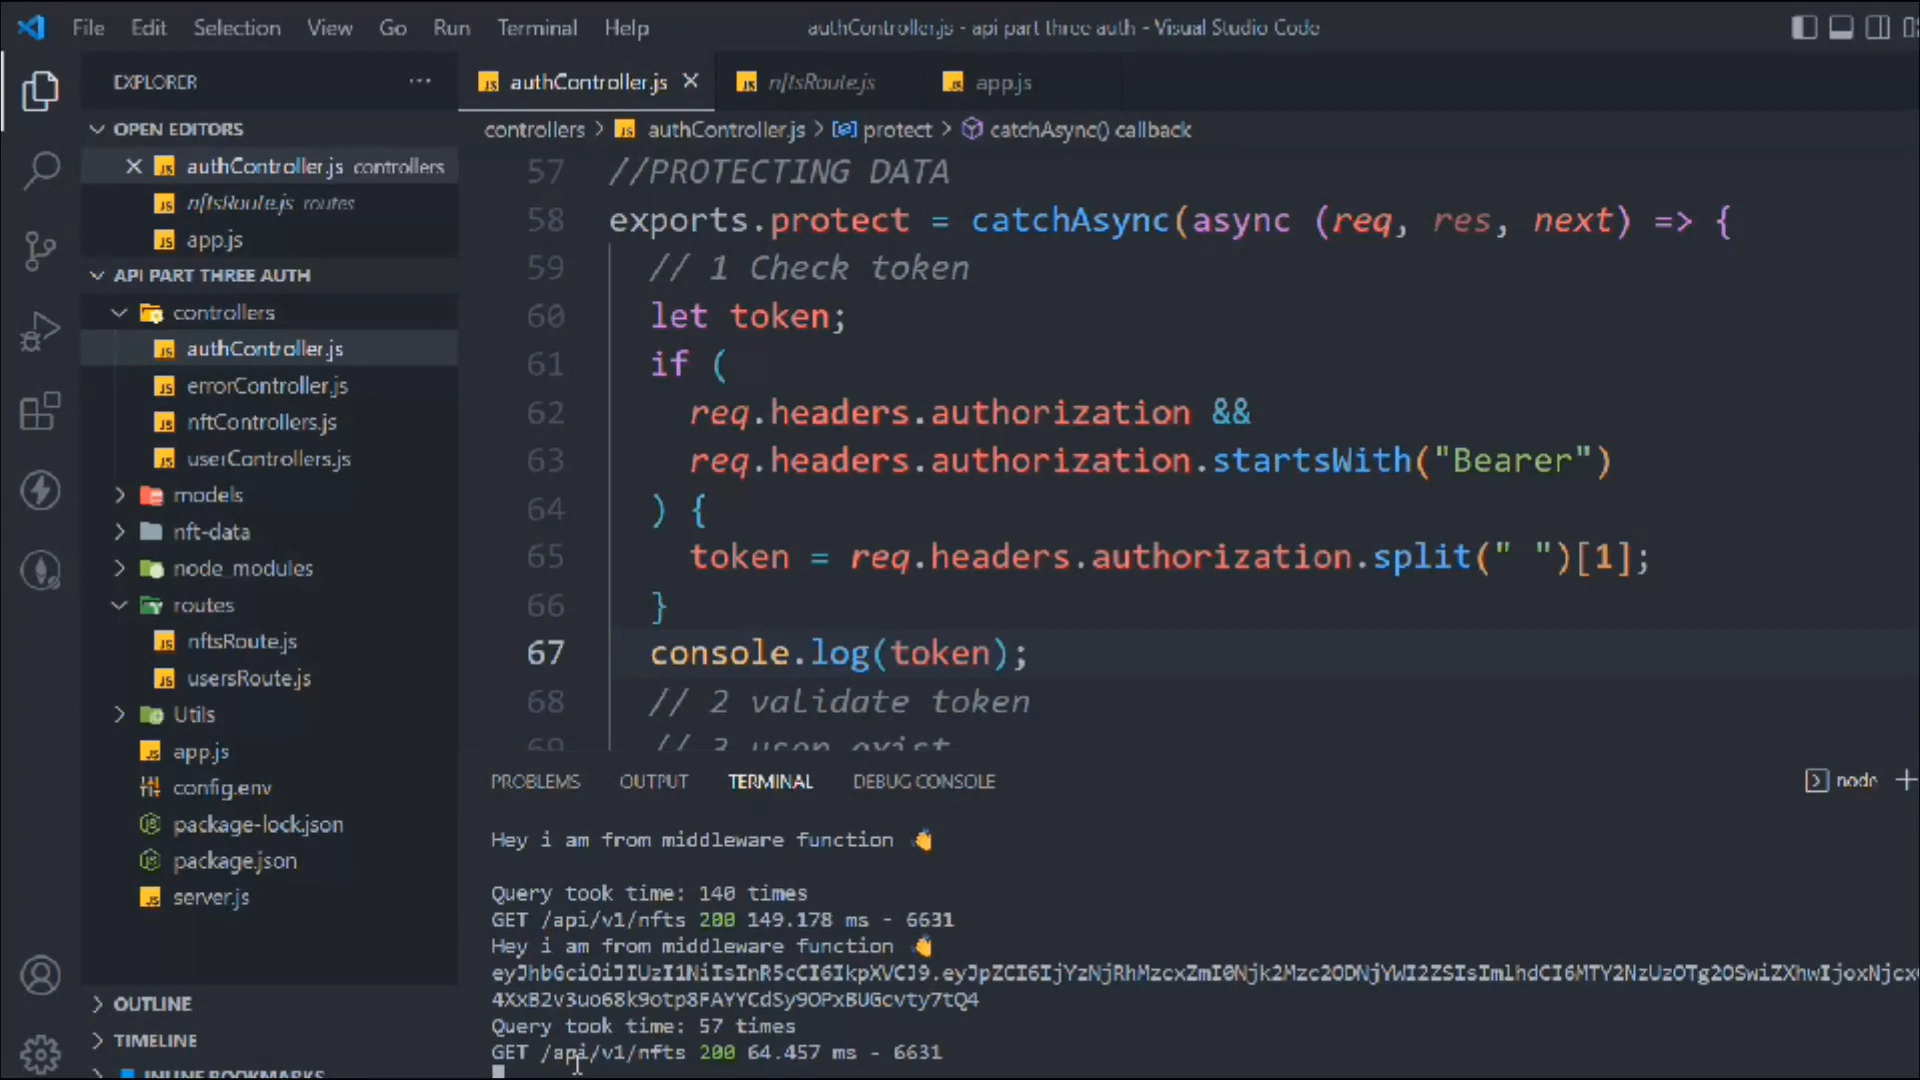 File Edit Selection View Go Run Terminal Help
authController.js - api part three auth - Visual Studio Code
EXPLORER
OPEN EDITORS
authController.js controllers
nftsRoute.js routes
app.js
API PART THREE AUTH
controllers
authController.js
errorController.js
nftControllers.js
userControllers.js
models
nft-data
node_modules
routes
nftsRoute.js
usersRoute.js
Utils
app.js
config.env
package-lock.json
package.json
server.js
OUTLINE
TIMELINE
INLINE BOOKMARKS
authController.js nftsRoute.js app.js
controllers > authController.js > protect > catchAsync() callback
57 //PROTECTING DATA
58 exports.protect = catchAsync(async (req, res, next) => {
59 // 1 Check token
60 let token;
61 if (
62 req.headers.authorization &&
63 req.headers.authorization.startsWith("Bearer")
64 ) {
65 token = req.headers.authorization.split(" ")[1];
66 }
67 console.log(token);
68 // 2 validate token
69 // 3 user exist
PROBLEMS OUTPUT TERMINAL DEBUG CONSOLE
node
Hey i am from middleware function 👋
Query took time: 140 times
GET /api/v1/nfts 200 149.178 ms - 6631
Hey i am from middleware function 👋
Query took time: 57 times
GET /api/v1/nfts 200 64.457 ms - 6631